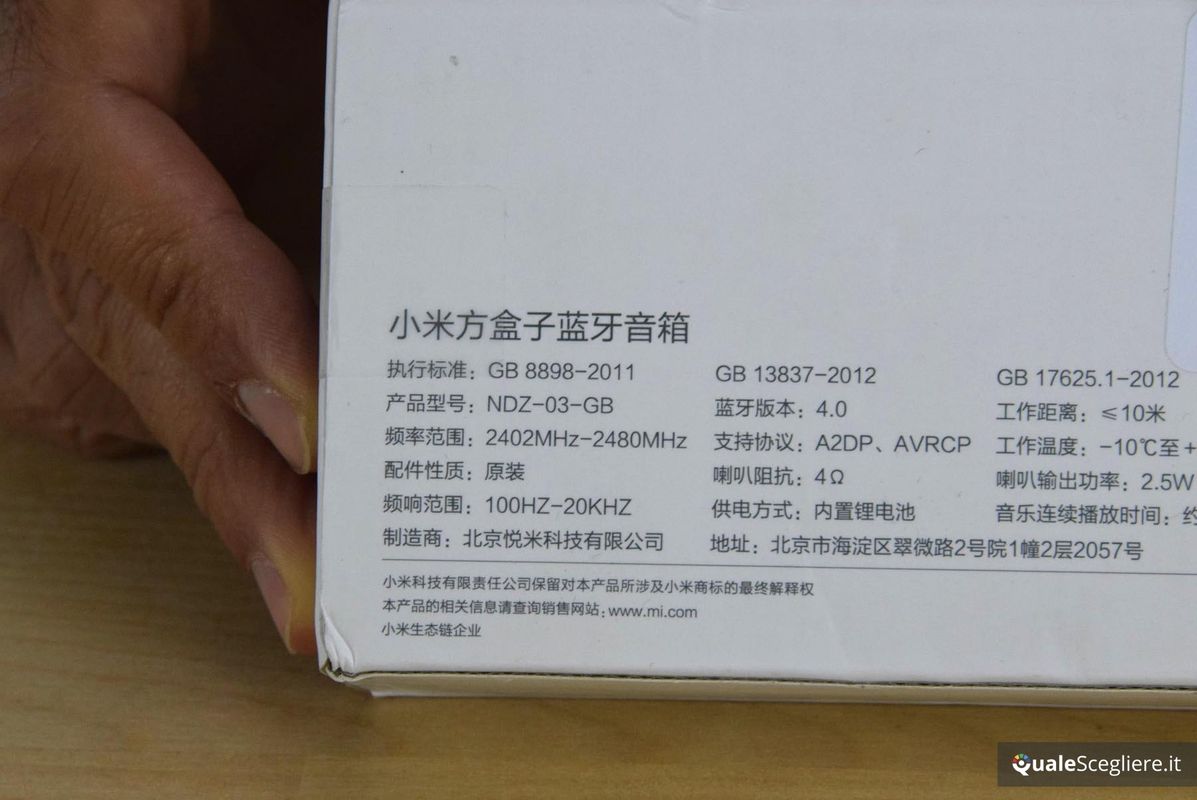 小米方盒子蓝牙音箱
执行标准：GB 8898-2011 GB 13837-2012 GB 17625.1-2012
产品型号：NDZ-03-GB 蓝牙版本：4.0 工作距离：≤10米
频率范围：2402MHz-2480MHz 支持协议：A2DP、AVRCP 工作温度：-10℃至+
配件性质：原装 喇叭阻抗：4Ω 喇叭输出功率：2.5W
频响范围：100HZ-20KHZ 供电方式：内置锂电池 音乐连续播放时间：约
制造商：北京悦米科技有限公司 地址：北京市海淀区翠微路2号院1幢2层2057号
小米科技有限责任公司保留对本产品所涉及小米商标的最终解释权
本产品的相关信息请查询销售网站：www.mi.com
小米生态链企业
QualeScegliere.it